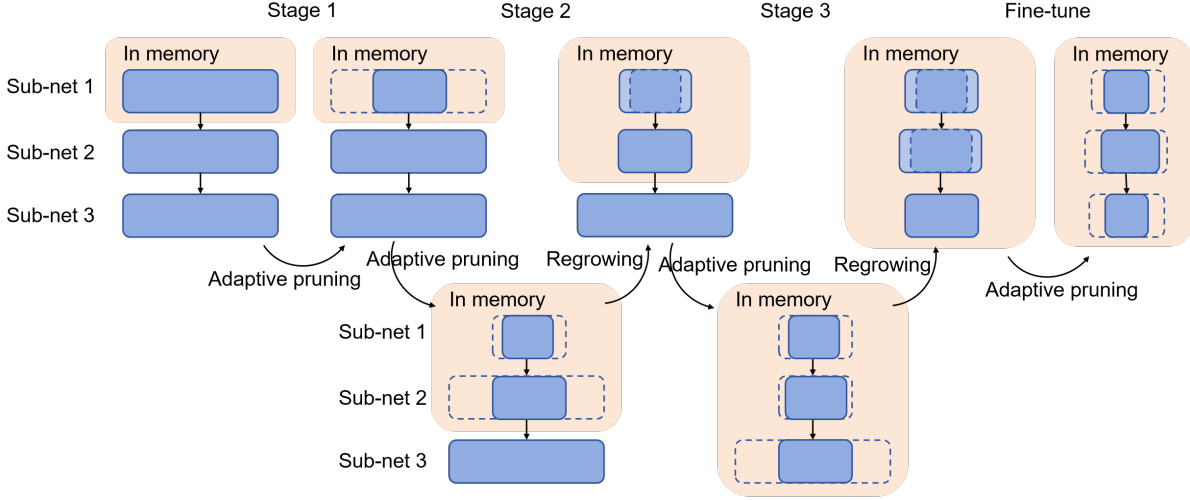 Stage 1
Stage 2
Stage 3
Fine-tune
In memory
In memory
In memory
In memory
In memory
Sub-net 1
Sub-net 2
Sub-net 3
Adaptive pruning
Adaptive pruning
Regrowing
Adaptive pruning
Regrowing
Adaptive pruning
In memory
In memory
Sub-net 1
Sub-net 2
Sub-net 3